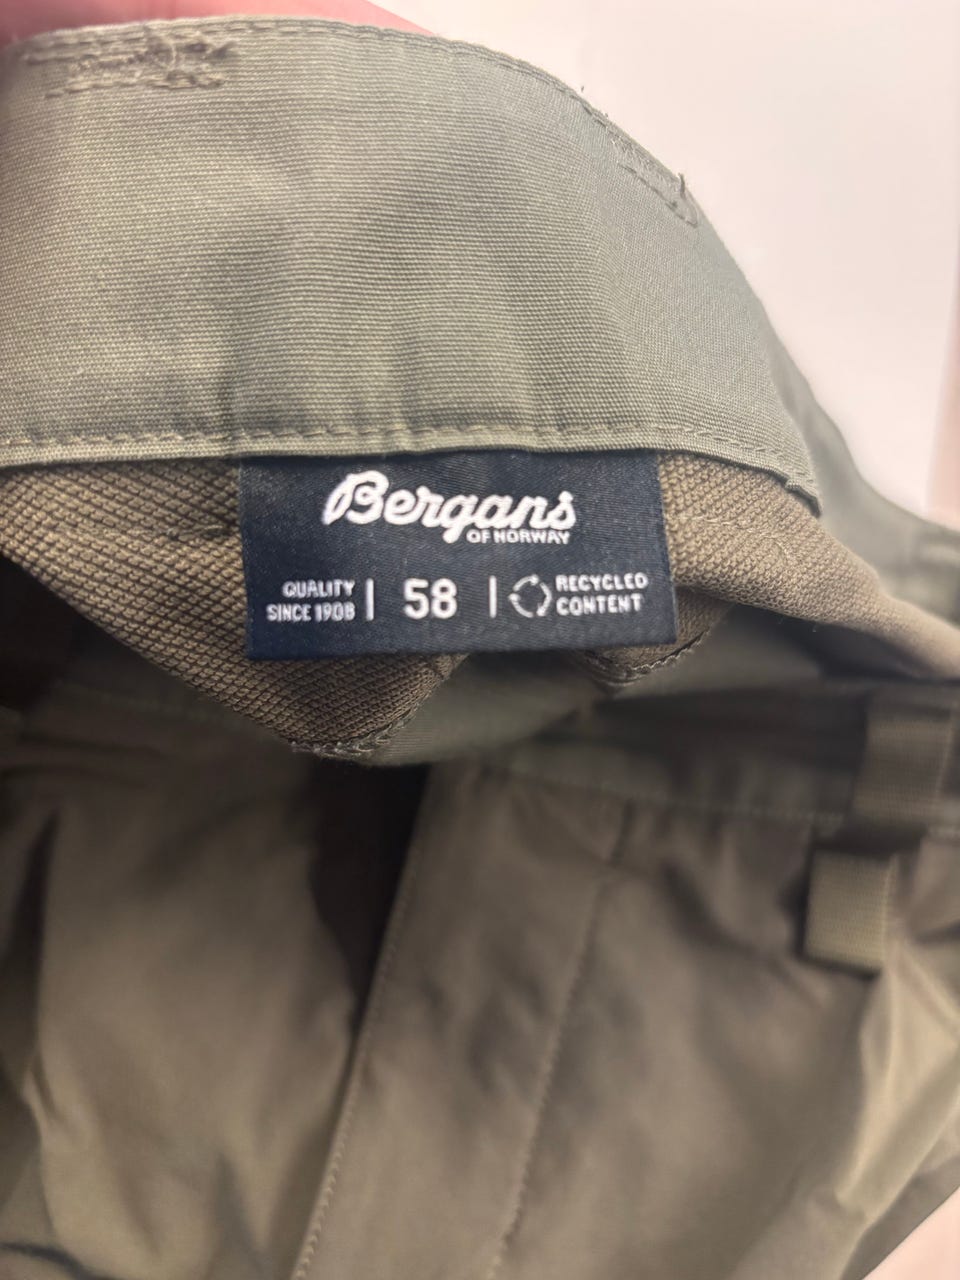 Bergans
OF NORWAY
QUALITY
SINCE 1908
58
RECYCLED
CONTENT